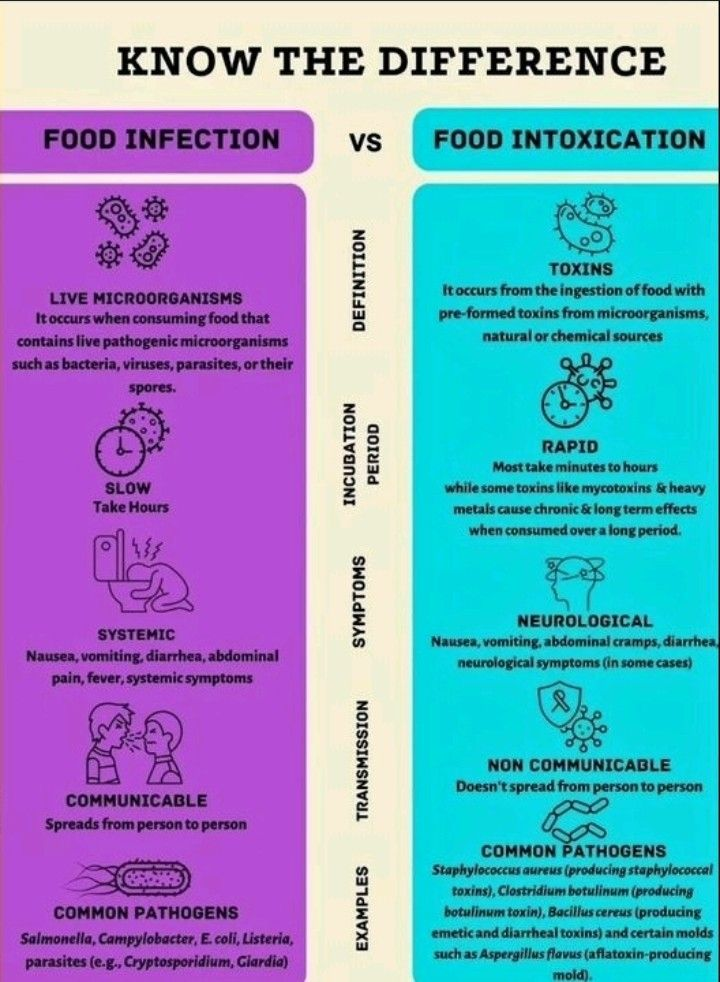 KNOW THE DIFFERENCE
FOOD INFECTION
VS
FOOD INTOXICATION
LIVE MICROORGANISMS
It occurs when consuming food that
contains live pathogenic microorganisms
such as bacteria, viruses, parasites, or their
spores.
DEFINITION
TOXINS
It occurs from the ingestion of food with
pre-formed toxins from microorganisms,
natural or chemical sources
SLOW
Take Hours
INCUBATION
PERIOD
RAPID
Most take minutes to hours
while some toxins like mycotoxins & heavy
metals cause chronic & long term effects
when consumed over a long period.
SYSTEMIC
Nausea, vomiting, diarrhea, abdominal
pain, fever, systemic symptoms
SYMPTOMS
NEUROLOGICAL
Nausea, vomiting, abdominal cramps, diarrhea,
neurological symptoms (in some cases)
COMMUNICABLE
Spreads from person to person
TRANSMISSION
NON COMMUNICABLE
Doesn't spread from person to person
COMMON PATHOGENS
Salmonella, Campylobacter, E. coli, Listeria,
parasites (e.g., Cryptosporidium, Giardia)
EXAMPLES
COMMON PATHOGENS
Staphylococcus aureus (producing staphylococcal
toxins), Clostridium botulinum (producing
botulinum toxin), Bacillus cereus (producing
emetic and diarrheal toxins) and certain molds
such as Aspergillus flavus (aflatoxin-producing
mold).